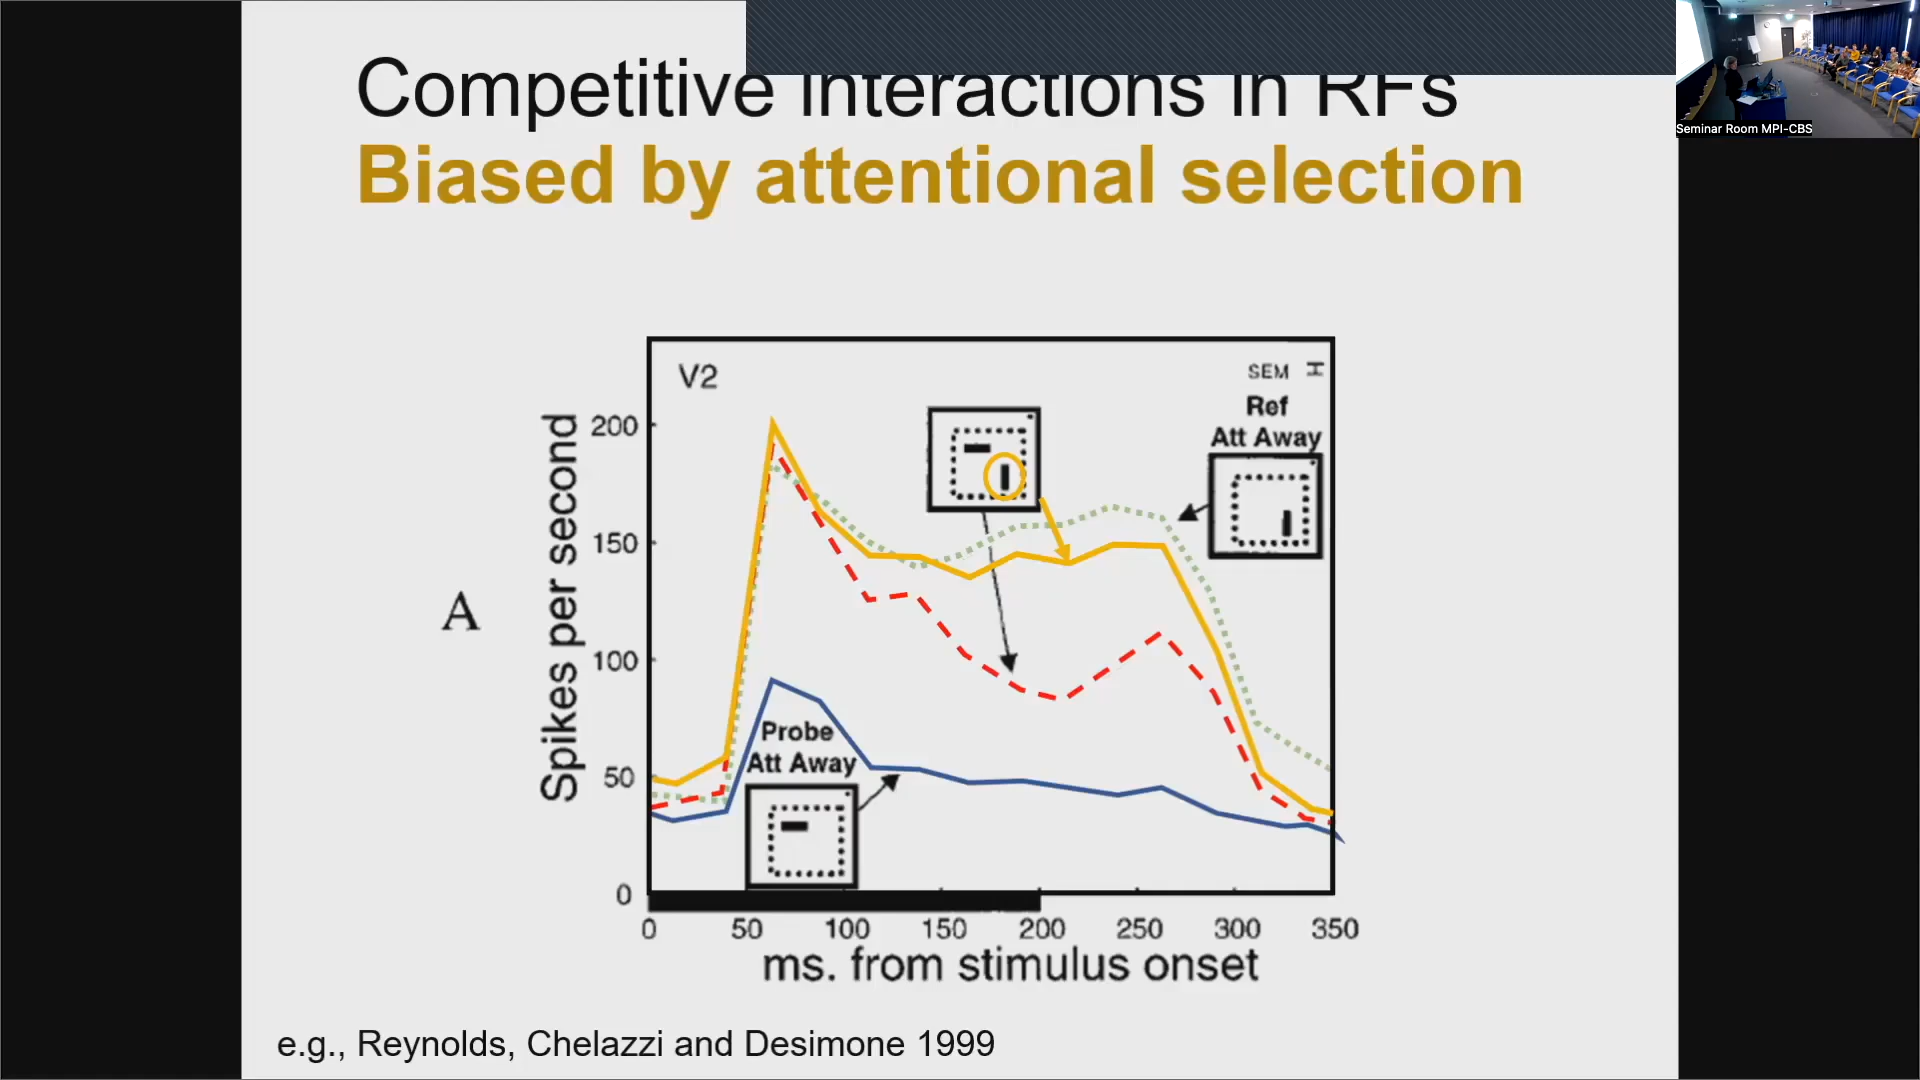 Competitive interactions in RFs
Biased by attentional selection
Seminar Room MPI-CBS
V2
SEM
Ref
Att Away
Probe
Att Away
A
Spikes per second
200
150
100
50
0
0 50 100 150 200 250 300 350
ms. from stimulus onset
e.g., Reynolds, Chelazzi and Desimone 1999